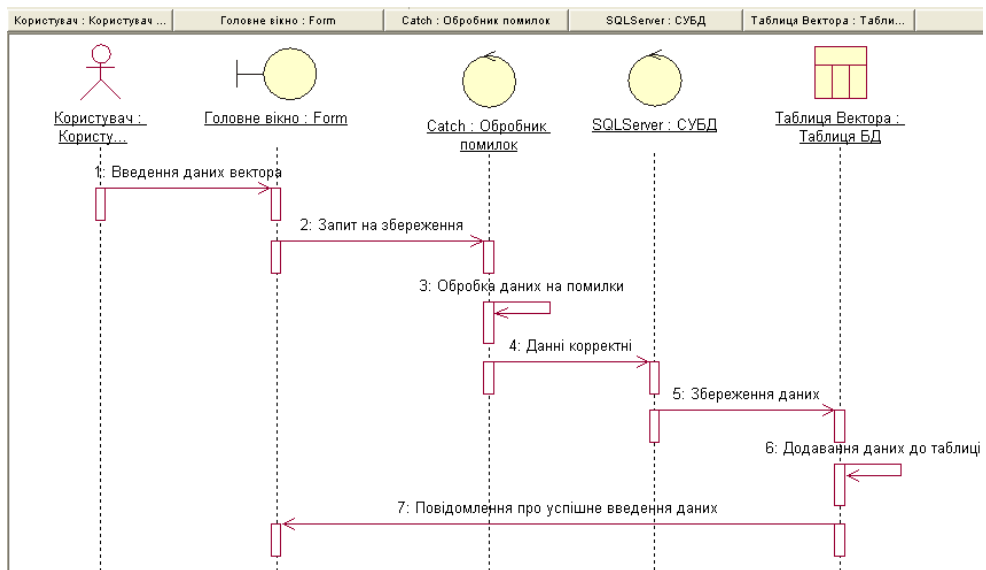 Користувач : Користувач ...
Головне вікно : Form
Catch : Обробник помилок
SQLServer : СУБД
Таблиця Вектора : Табли...
Користувач :
Користу...
Головне вікно : Form
Catch : Обробник
помилок
SQLServer : СУБД
Таблиця Вектора :
Таблиця БД
1: Введення даних вектора
2: Запит на збереження
3: Обробка даних на помилки
4: Данні корректні
5: Збереження даних
6: Додавання даних до таблиці
7: Повідомлення про успішне введення даних